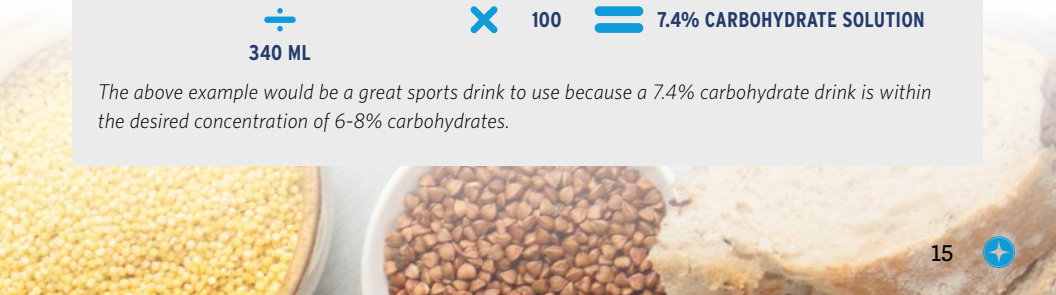 ÷ × 100 = 7.4% CARBOHYDRATE SOLUTION
340 ML
The above example would be a great sports drink to use because a 7.4% carbohydrate drink is within
the desired concentration of 6-8% carbohydrates.
15